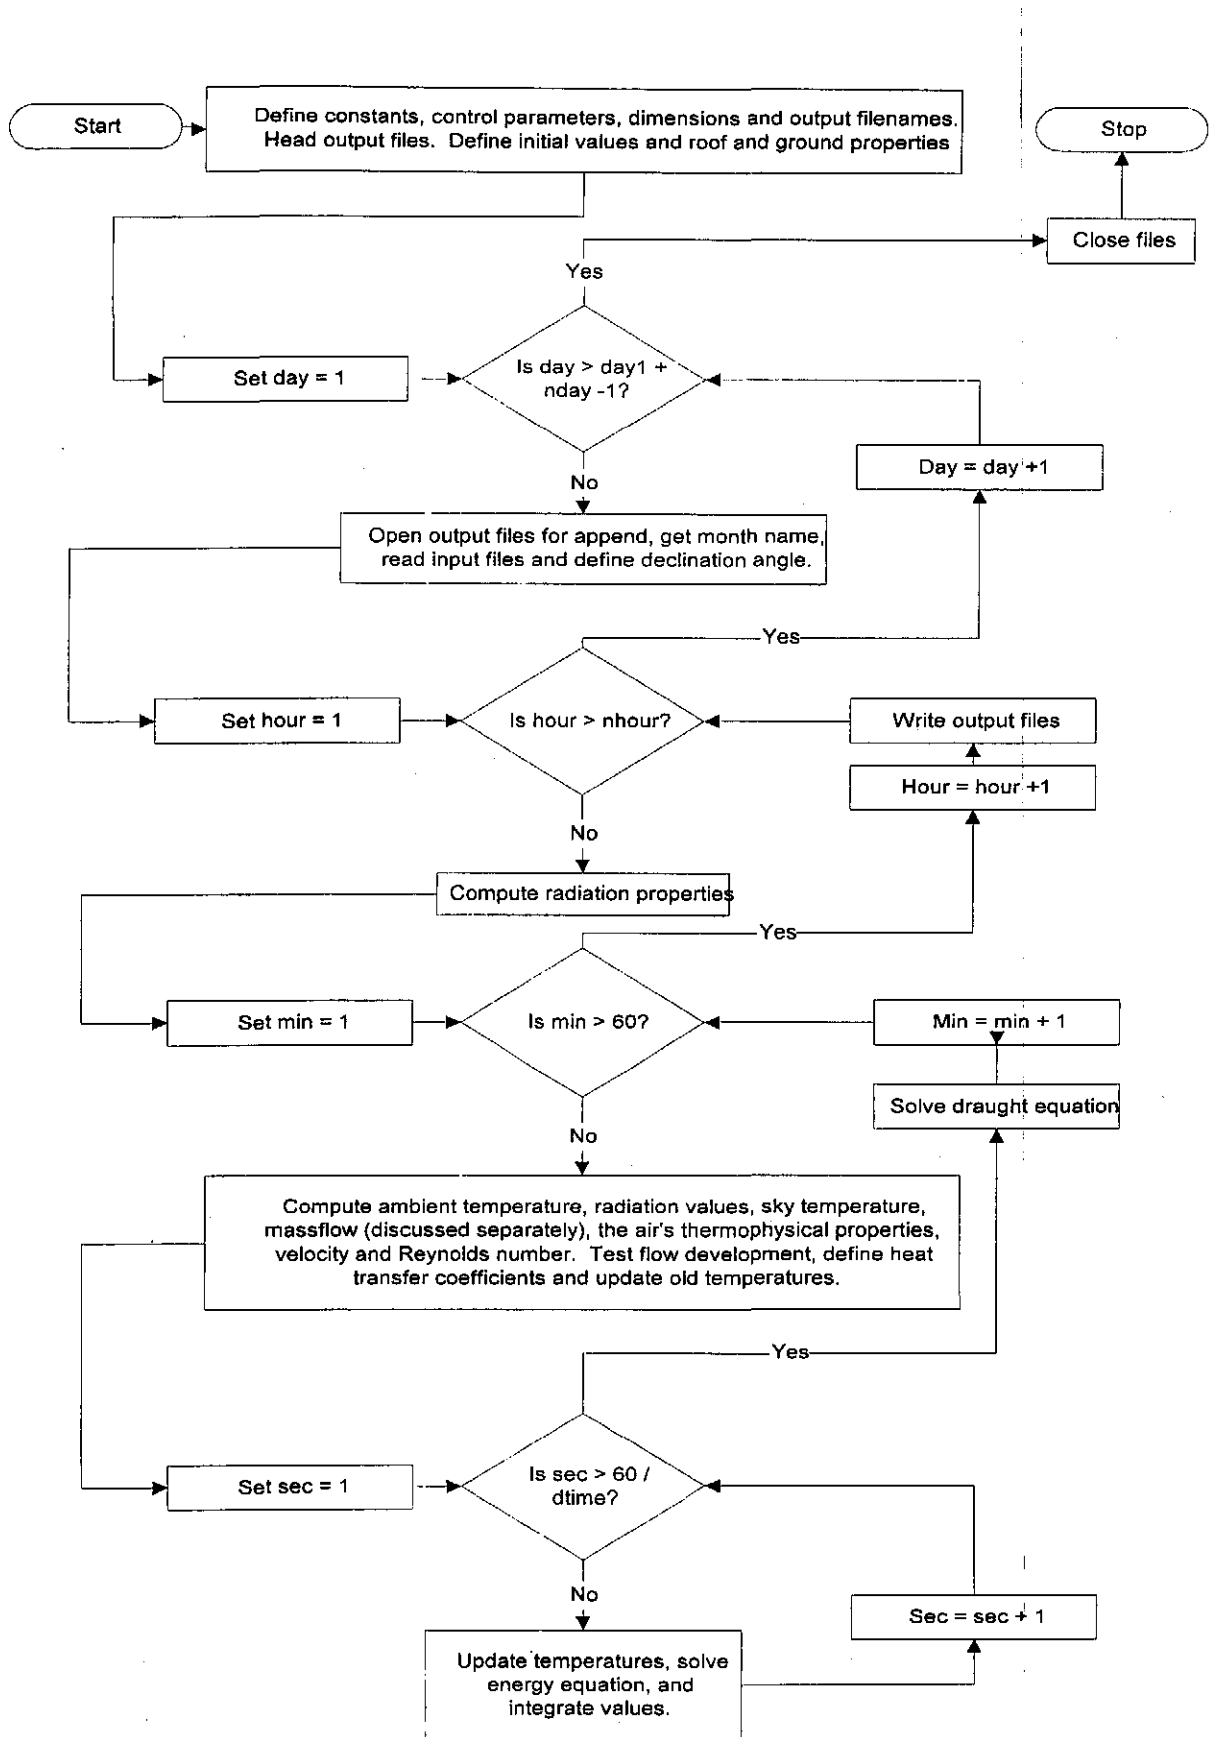 Start
Define constants, control parameters, dimensions and output filenames.
Head output files. Define initial values and roof and ground properties
Stop
Close files
Yes
Set day = 1
Is day > day1 +
nday -1?
Day = day +1
No
Open output files for append, get month name,
read input files and define declination angle.
Yes
Set hour = 1
Is hour > nhour?
Write output files
Hour = hour +1
No
Compute radiation properties
Yes
Set min = 1
Is min > 60?
Min = min + 1
Solve draught equation
No
Compute ambient temperature, radiation values, sky temperature,
massflow (discussed separately), the air's thermophysical properties,
velocity and Reynolds number. Test flow development, define heat
transfer coefficients and update old temperatures.
Yes
Set sec = 1
Is sec > 60 /
dtime?
No
Sec = sec + 1
Update temperatures, solve
energy equation, and
integrate values.